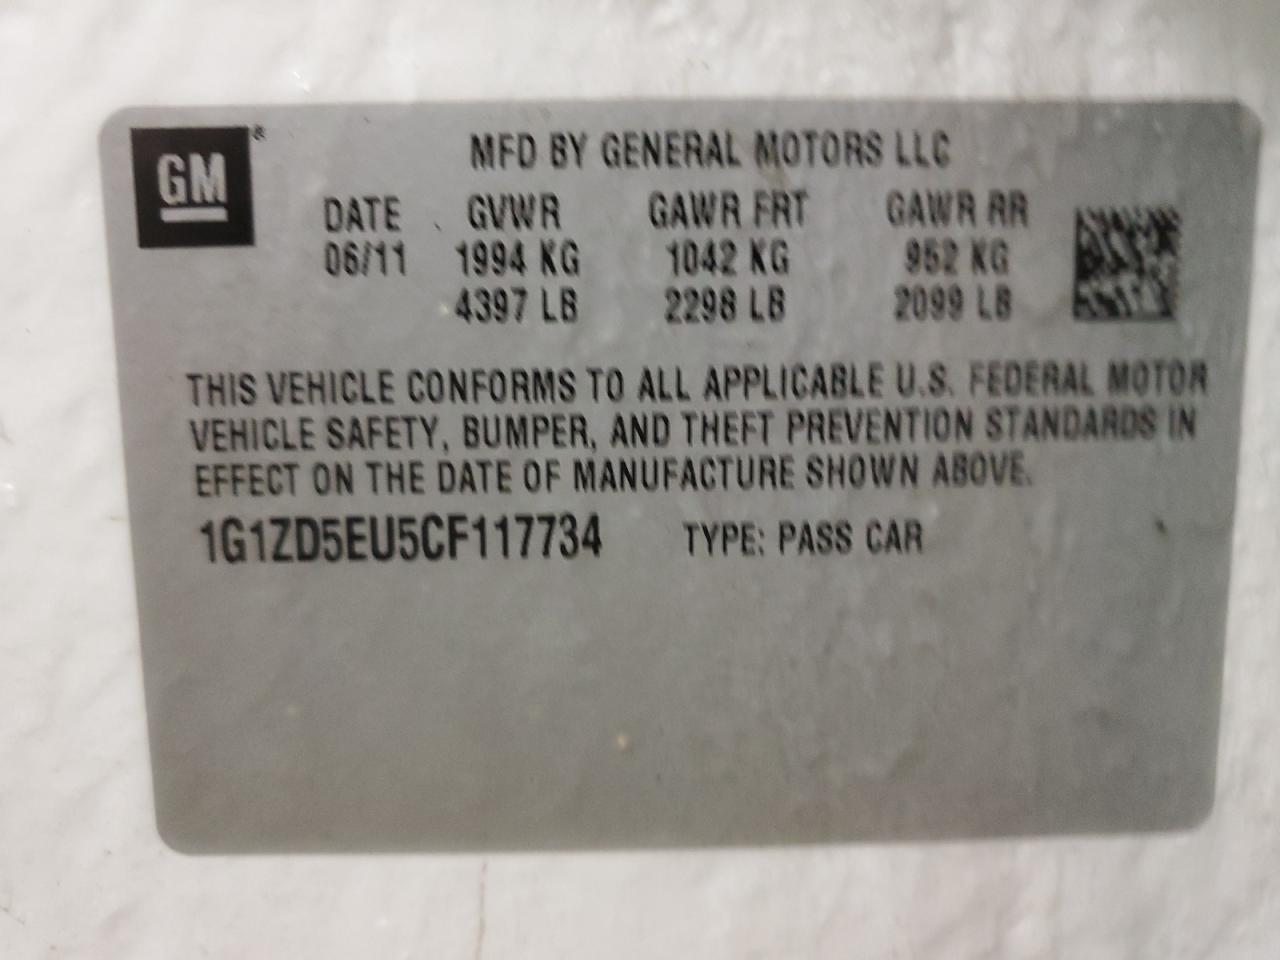 GM®
MFD BY GENERAL MOTORS LLC
DATE GVWR GAWR FRT GAWR RR
06/11 1994 KG 1042 KG 952 KG
4397 LB 2298 LB 2099 LB
THIS VEHICLE CONFORMS TO ALL APPLICABLE U.S. FEDERAL MOTOR
VEHICLE SAFETY, BUMPER, AND THEFT PREVENTION STANDARDS IN
EFFECT ON THE DATE OF MANUFACTURE SHOWN ABOVE.
1G1ZD5EU5CF117734 TYPE: PASS CAR